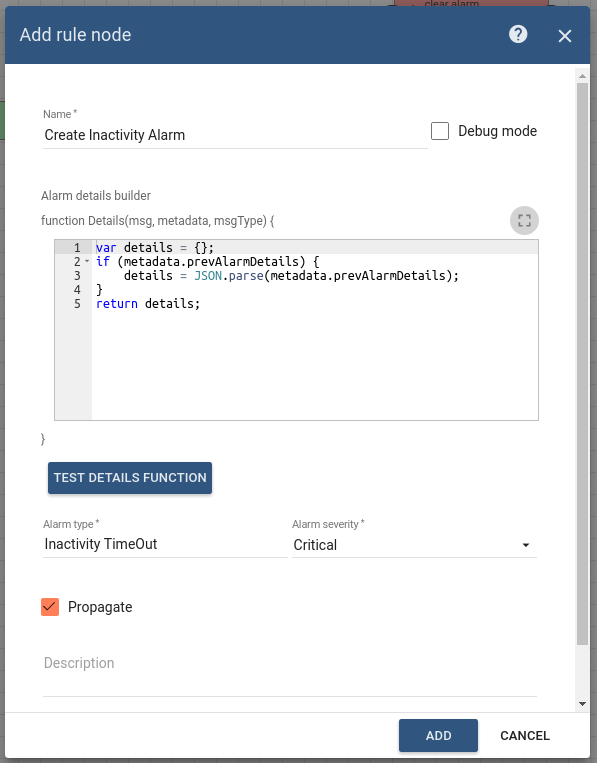 clear alarm
Add rule node
?
Name *
Create Inactivity Alarm
Debug mode
Alarm details builder
function Details(msg, metadata, msgType) {
1 var details = {};
2 if (metadata.prevAlarmDetails) {
3     details = JSON.parse(metadata.prevAlarmDetails);
4 }
5 return details;
}
TEST DETAILS FUNCTION
Alarm type *
Alarm severity *
Inactivity TimeOut
Critical
Propagate
Description
ADD
CANCEL